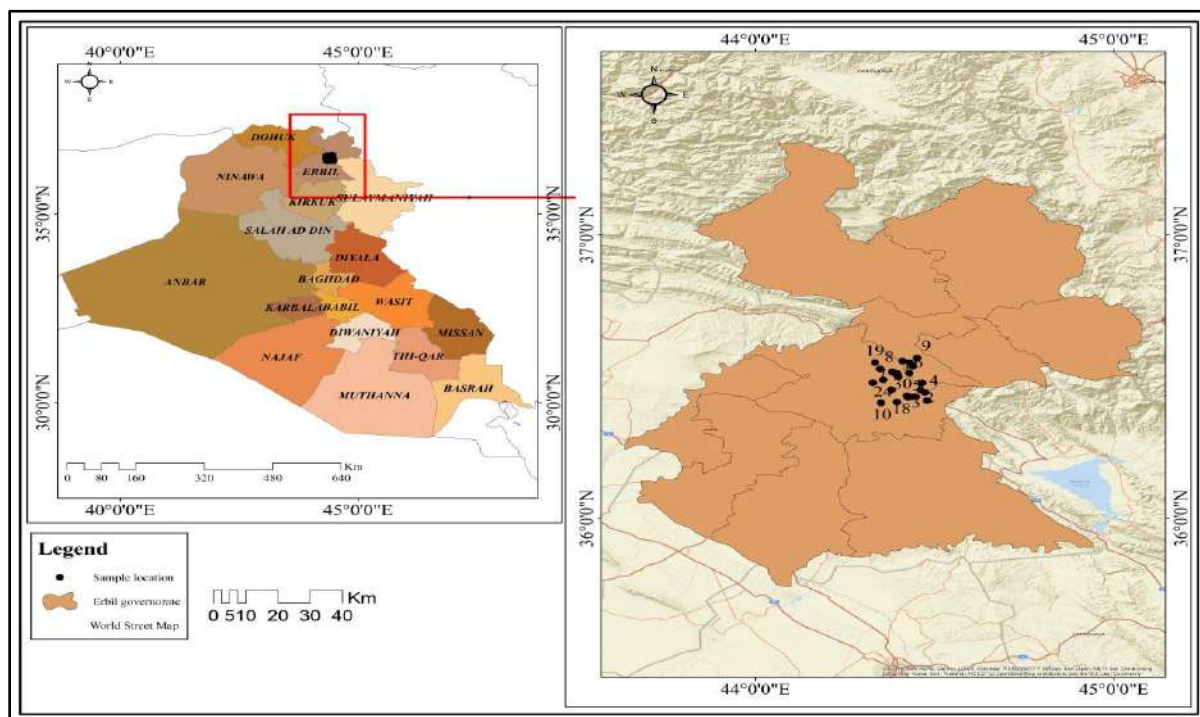 40°0'0"E 45°0'0"E
N
W E
S
DOHUK
NINAWA
ERBIL
KIRKUK
SULAYMANIYAH
SALAH AD DIN
DIYALA
ANBAR
BAGHDAD
KARBALA
BABIL
WASIT
DIWANIYAH
MISSAN
NAJAF
THI-QAR
MUTHANNA
BASRAH
35°0'0"N
30°0'0"N
35°0'0"N
30°0'0"N
0 80 160 320 480 640
Km
40°0'0"E 45°0'0"E
Legend
Sample location
Erbil governorate
World Street Map
Km
0 510 20 30 40
44°0'0"E 45°0'0"E
N
W E
S
37°0'0"N
36°0'0"N
37°0'0"N
36°0'0"N
19 8 9
30 4
10 18 3
44°0'0"E 45°0'0"E